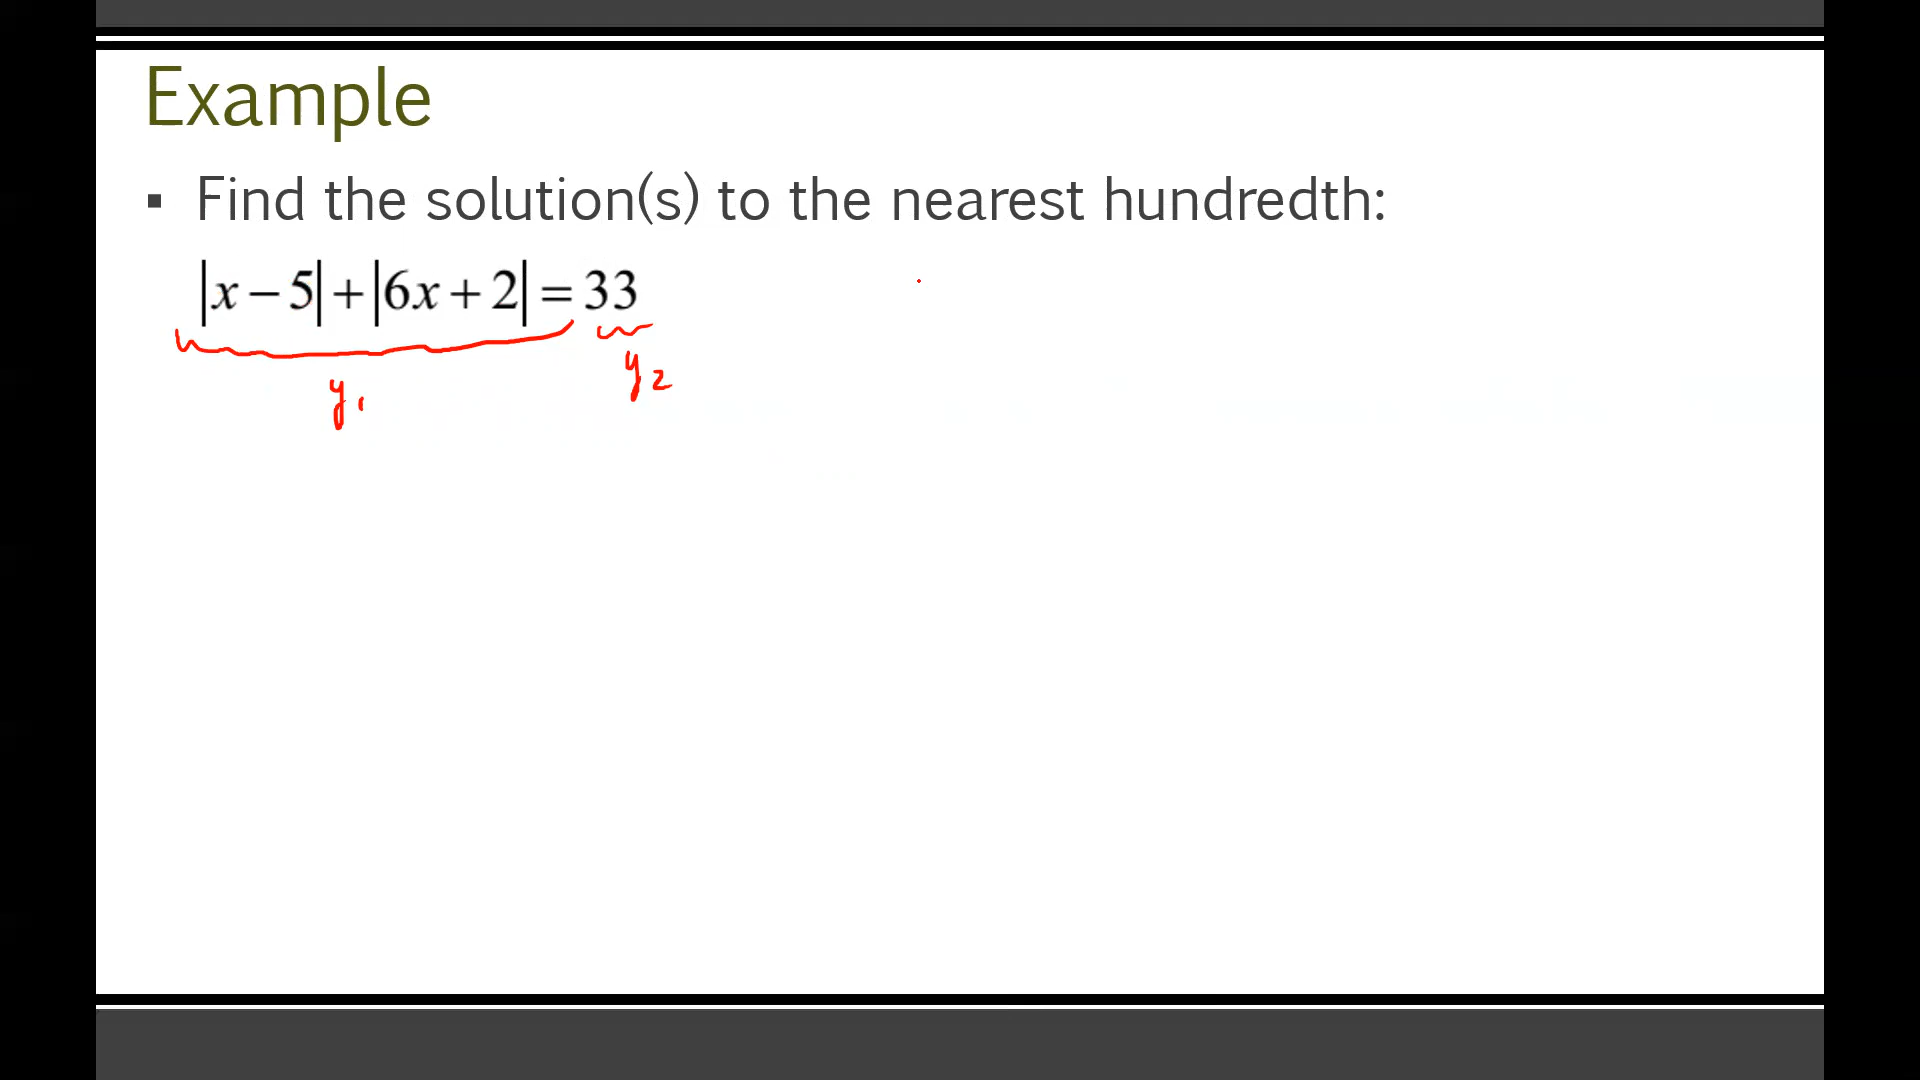 Example
▪ Find the solution(s) to the nearest hundredth:
|x−5|+|6x+2|=33
y₂
y₁